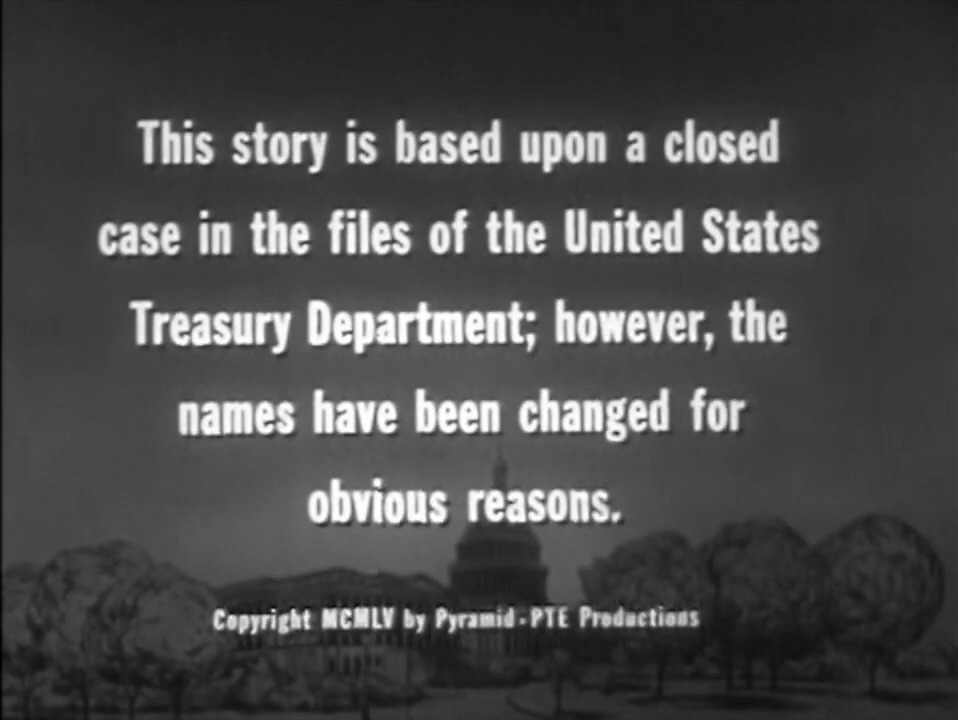 This story is based upon a closed
case in the files of the United States
Treasury Department; however, the
names have been changed for
obvious reasons.
Copyright MCMLV by Pyramid-PTE Productions